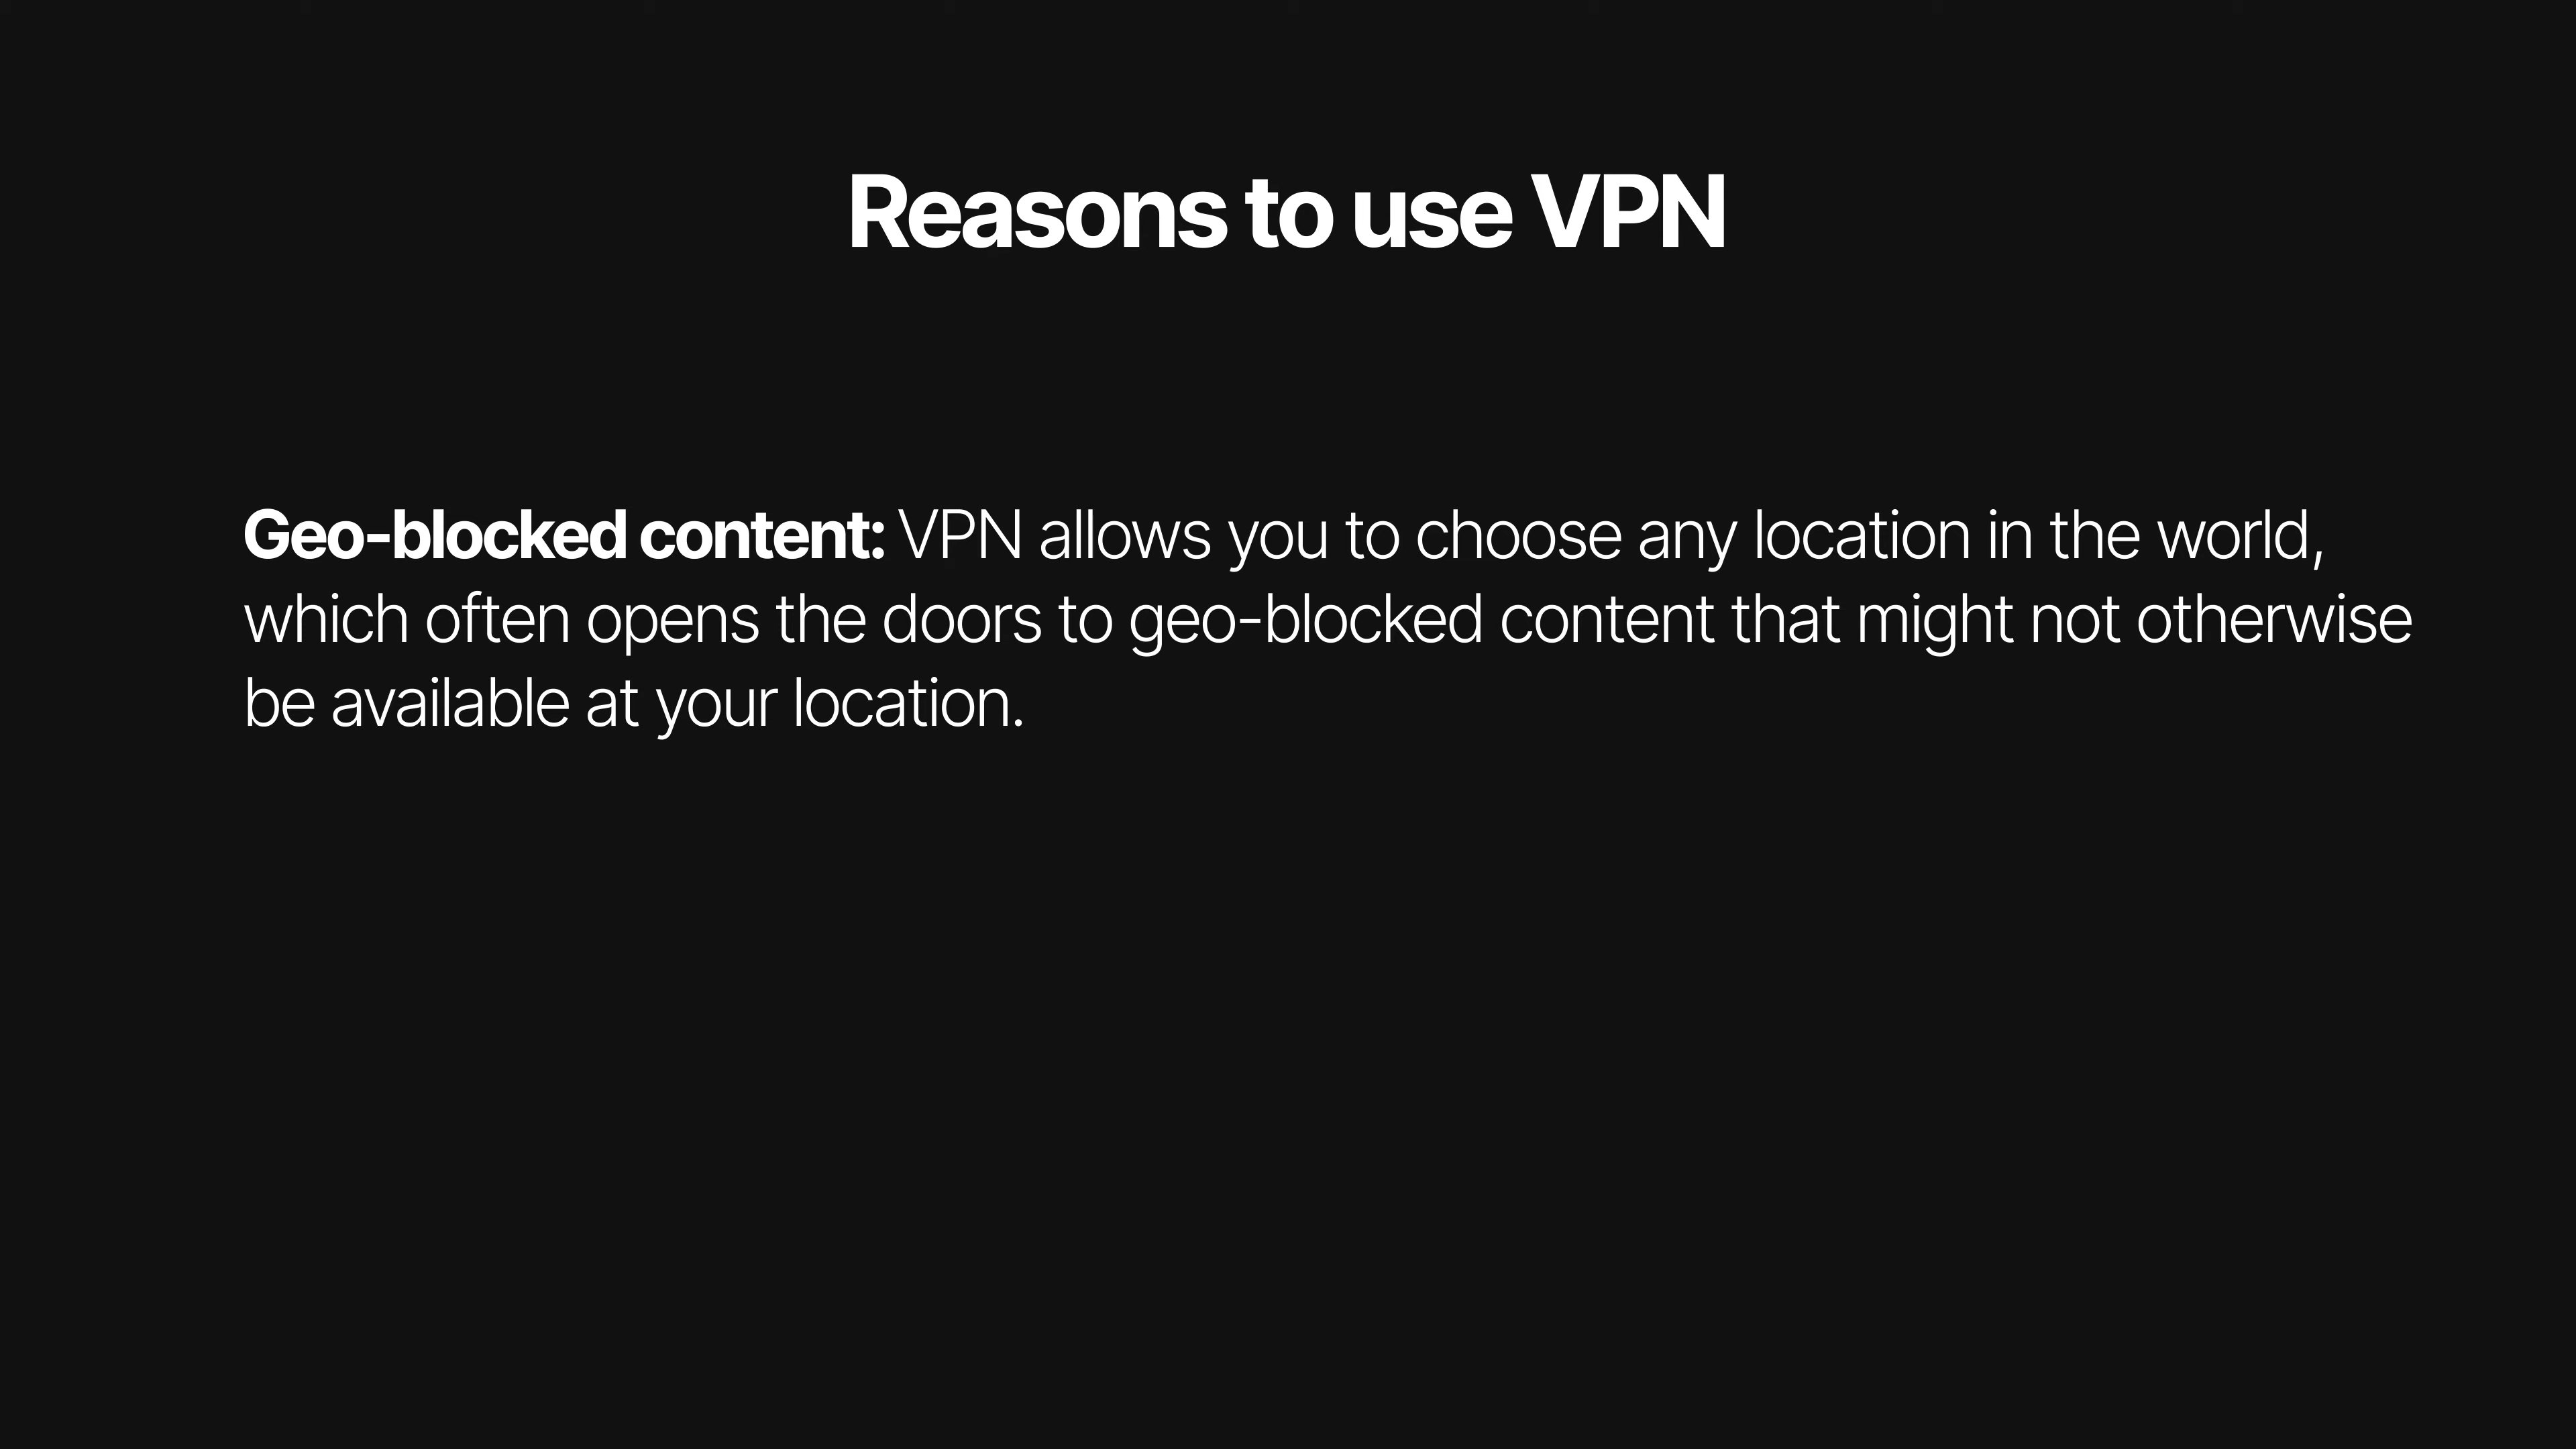 Reasons to use VPN
Geo-blocked content: VPN allows you to choose any location in the world,
which often opens the doors to geo-blocked content that might not otherwise
be available at your location.